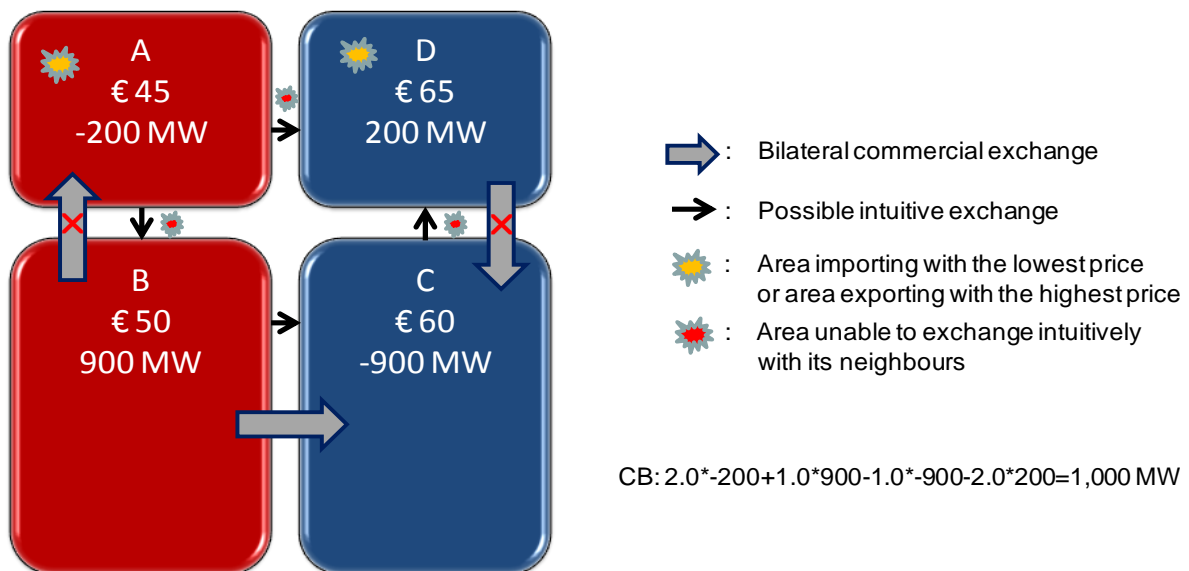 A
€ 45
-200 MW
D
€ 65
200 MW
B
€ 50
900 MW
C
€ 60
-900 MW
: Bilateral commercial exchange
: Possible intuitive exchange
: Area importing with the lowest price
or area exporting with the highest price
: Area unable to exchange intuitively
with its neighbours
CB: 2.0*-200+1.0*900-1.0*-900-2.0*200=1,000 MW